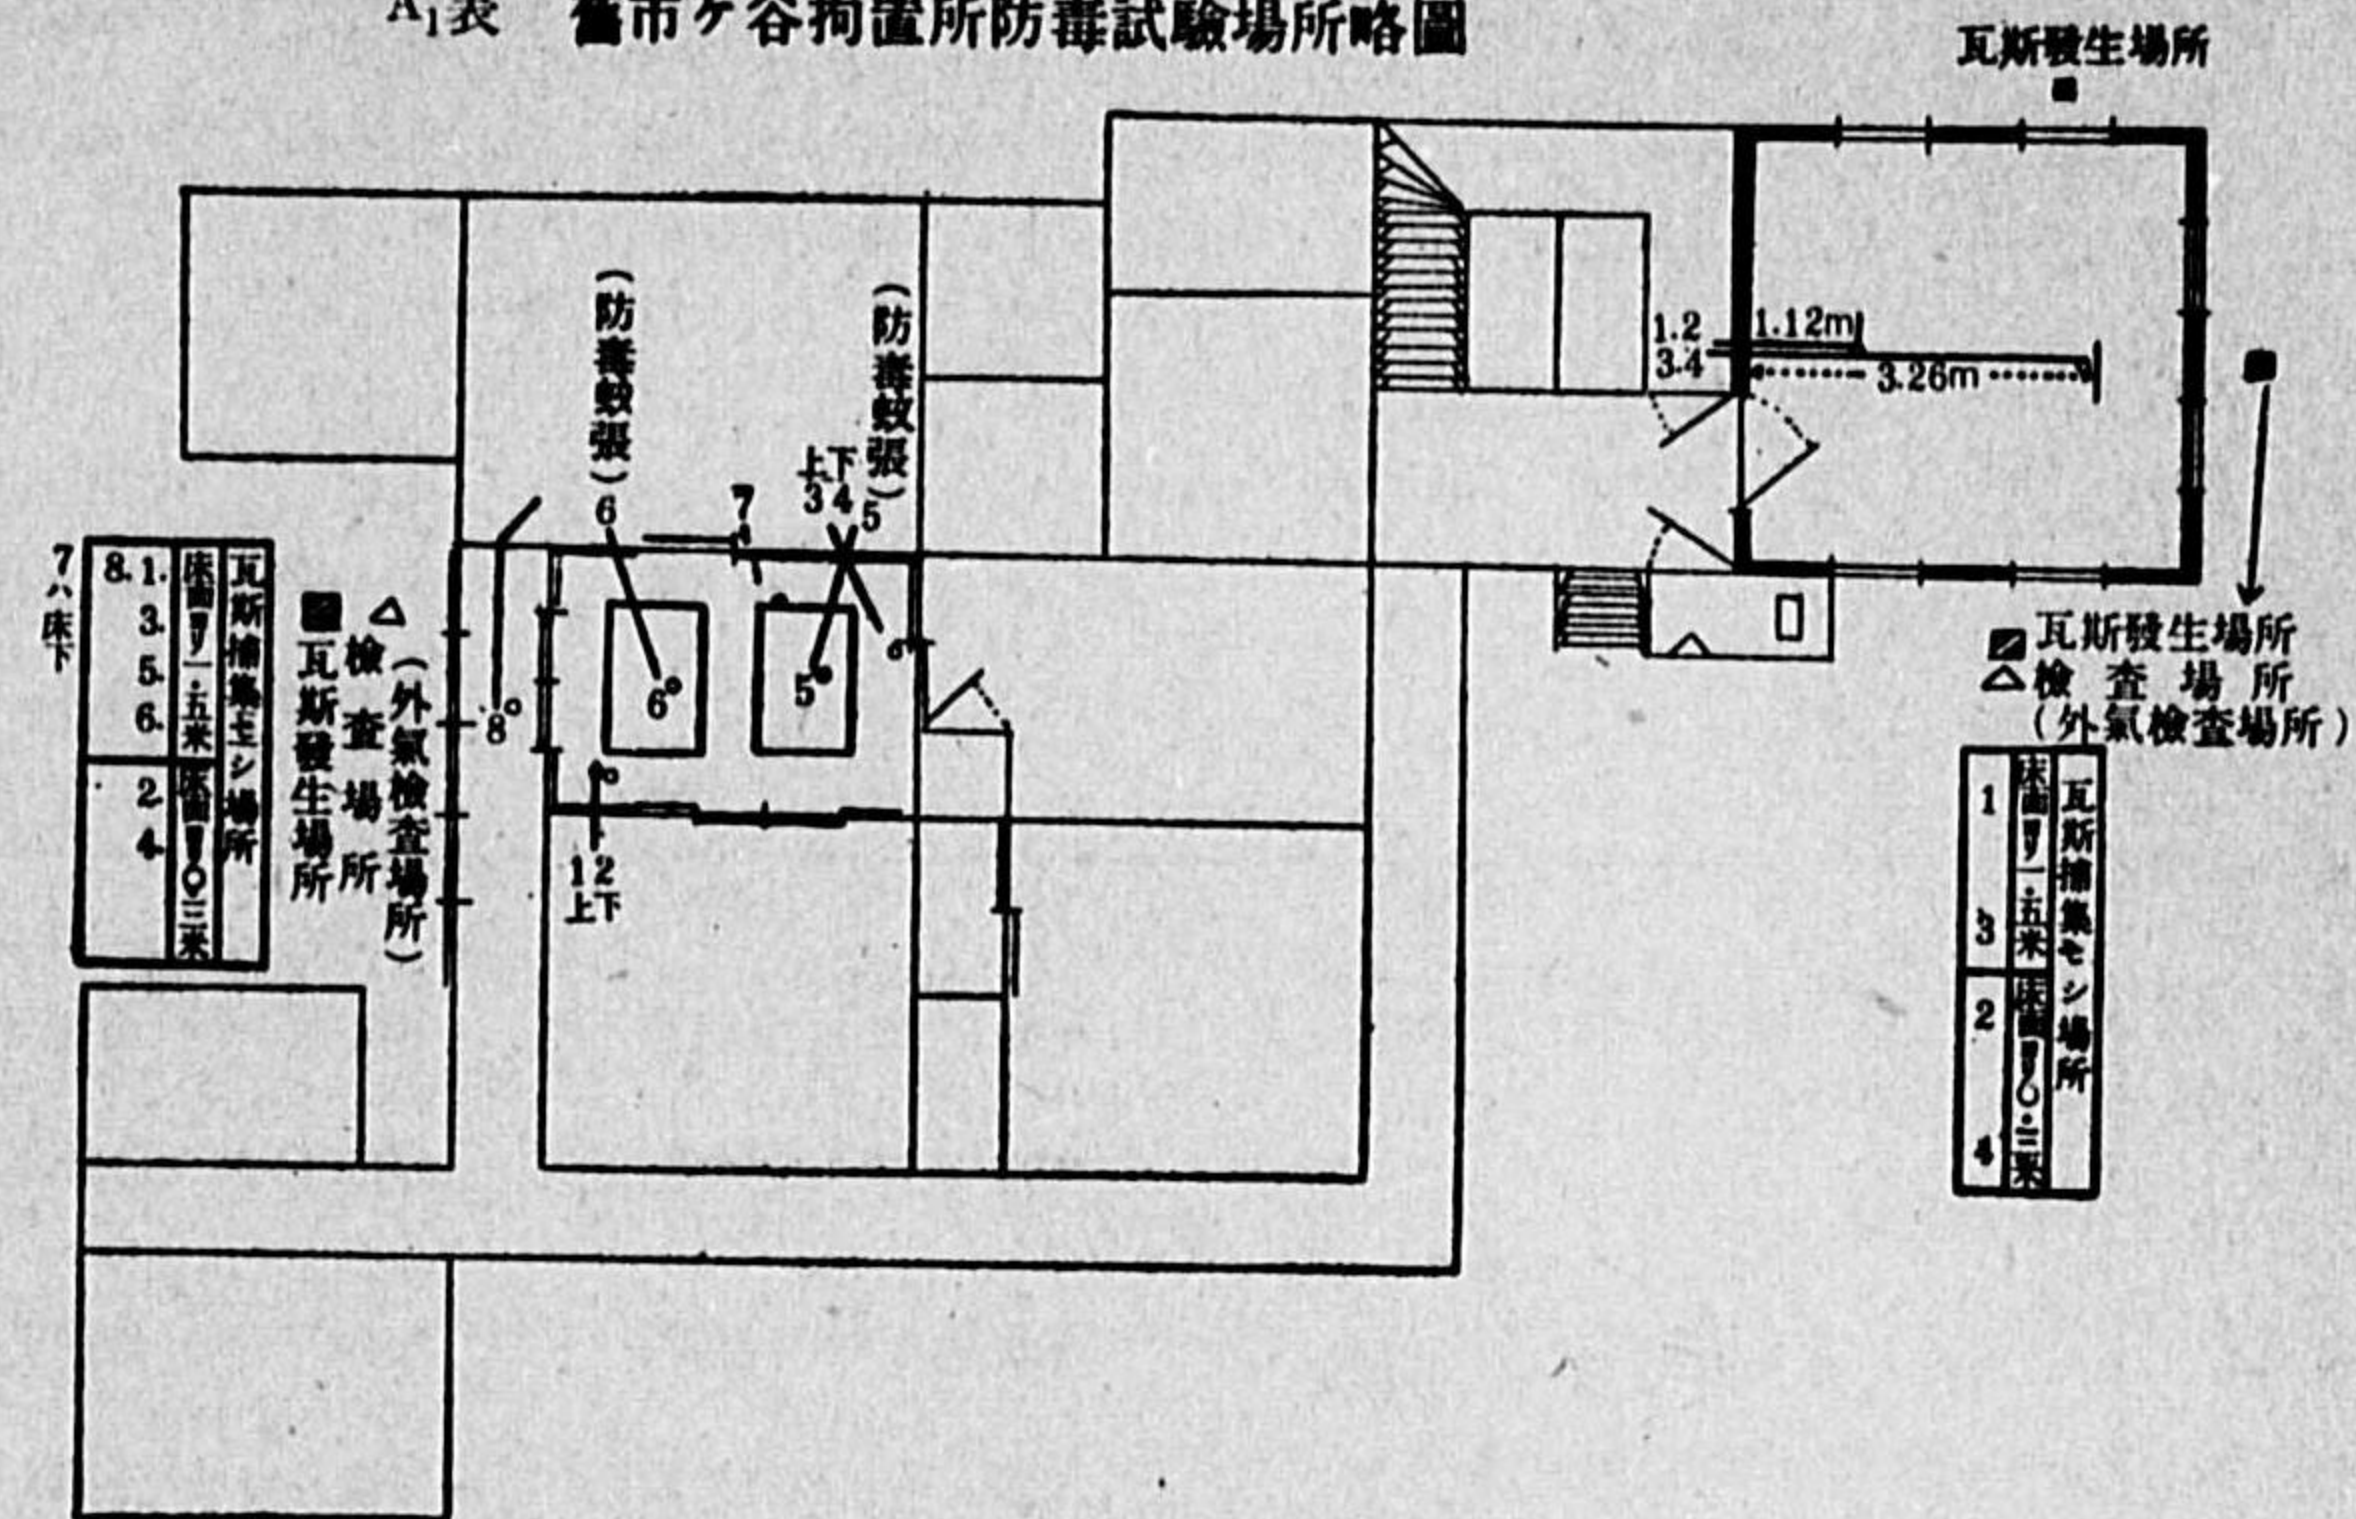 A₁表　舊市ヶ谷拘置所防毒試驗場所略圖
瓦斯發生場所
1.2
3.4
1.12m
3.26m
瓦斯發生場所
檢査場所
(外氣檢査場所)
瓦斯捕集セシ場所
床面ヨリ一・五米
1
3
床面ヨリ〇・三米
2
4
(防毒蚊張)
5
上下
3 4
7
(防毒蚊張)
6
6
5
8
1 2
上下
(外氣檢査場所)
檢査場所
瓦斯發生場所
瓦斯捕集セシ場所
床面ヨリ一・五米
8. 1.
3.
5.
6.
床面ヨリ〇・三米
2.
4.
7ハ床下